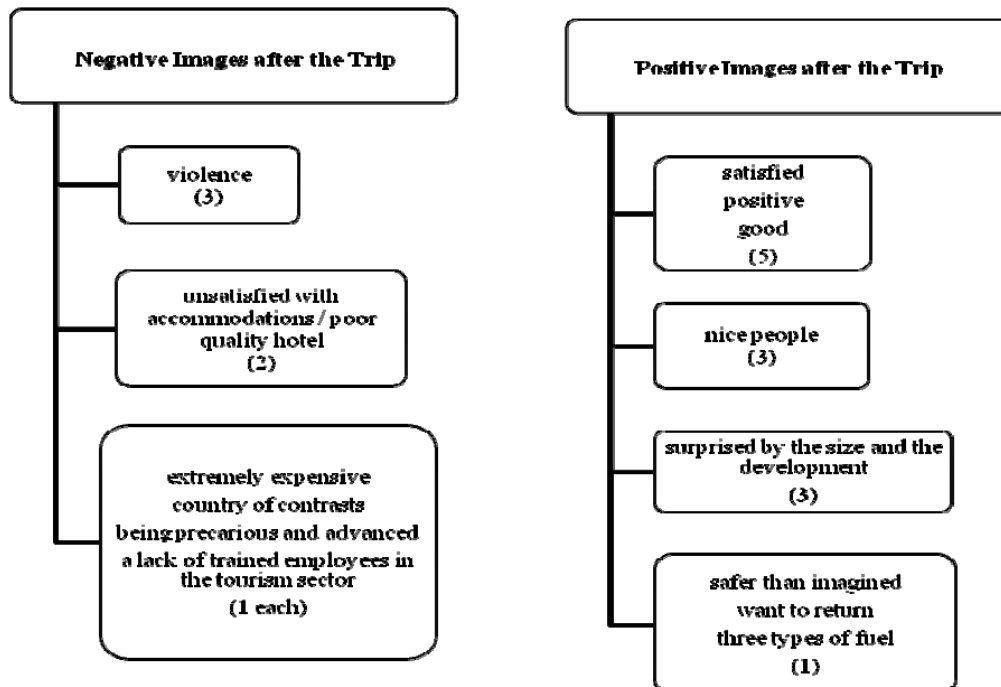 Negative Images after the Trip
violence
(3)
unsatisfied with
accommodations / poor
quality hotel
(2)
extremely expensive
country of contrasts
being precarious and advanced
a lack of trained employees in
the tourism sector
(1 each)
Positive Images after the Trip
satisfied
positive
good
(5)
nice people
(3)
surprised by the size and the
development
(3)
safer than imagined
want to return
three types of fuel
(1)